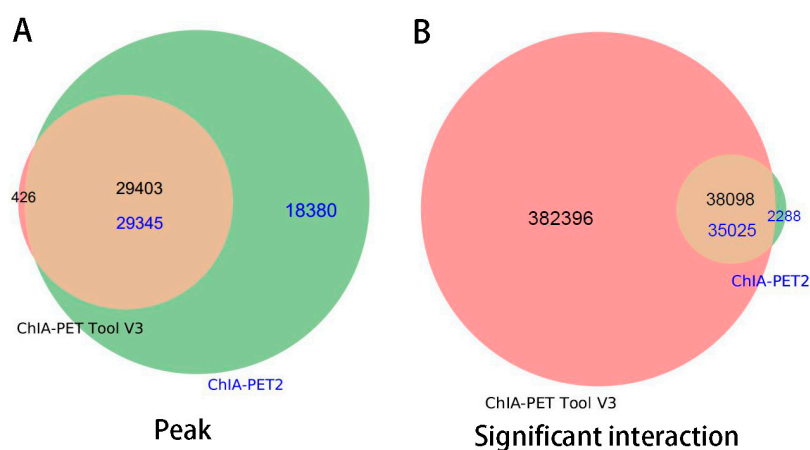 A
426
29403
29345
18380
ChIA-PET Tool V3
ChIA-PET2
Peak
B
382396
38098
35025
2288
ChIA-PET2
ChIA-PET Tool V3
Significant interaction